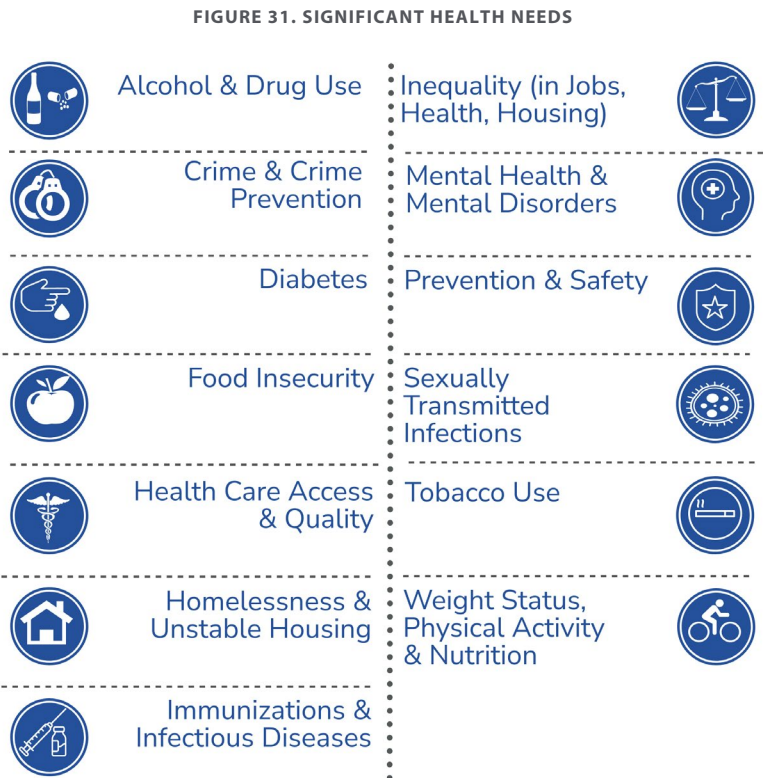 FIGURE 31. SIGNIFICANT HEALTH NEEDS
Alcohol & Drug Use
Crime & Crime
Prevention
Diabetes
Food Insecurity
Health Care Access
& Quality
Homelessness &
Unstable Housing
Immunizations &
Infectious Diseases
Inequality (in Jobs,
Health, Housing)
Mental Health &
Mental Disorders
Prevention & Safety
Sexually
Transmitted
Infections
Tobacco Use
Weight Status,
Physical Activity
& Nutrition